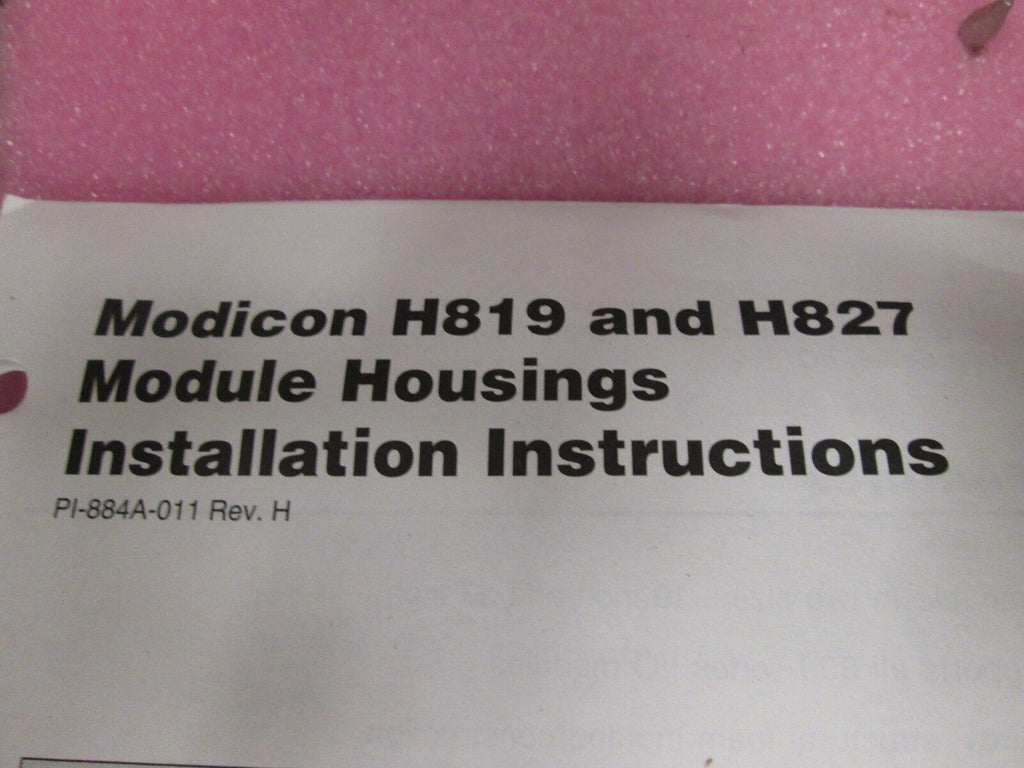 Modicon H819 and H827
Module Housings
Installation Instructions
PI-884A-011 Rev. H